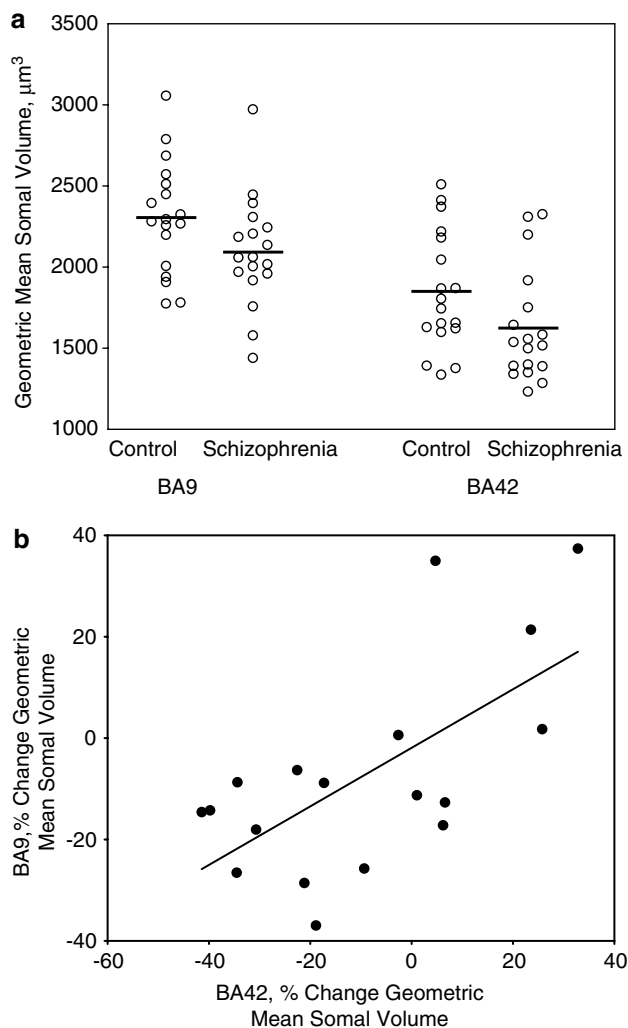 a
Geometric Mean Somal Volume, μm³
3500
3000
2500
2000
1500
1000
Control Schizophrenia Control Schizophrenia
BA9 BA42
b
BA9,% Change Geometric
Mean Somal Volume
40
20
0
-20
-40
-60 -40 -20 0 20 40
BA42, % Change Geometric
Mean Somal Volume